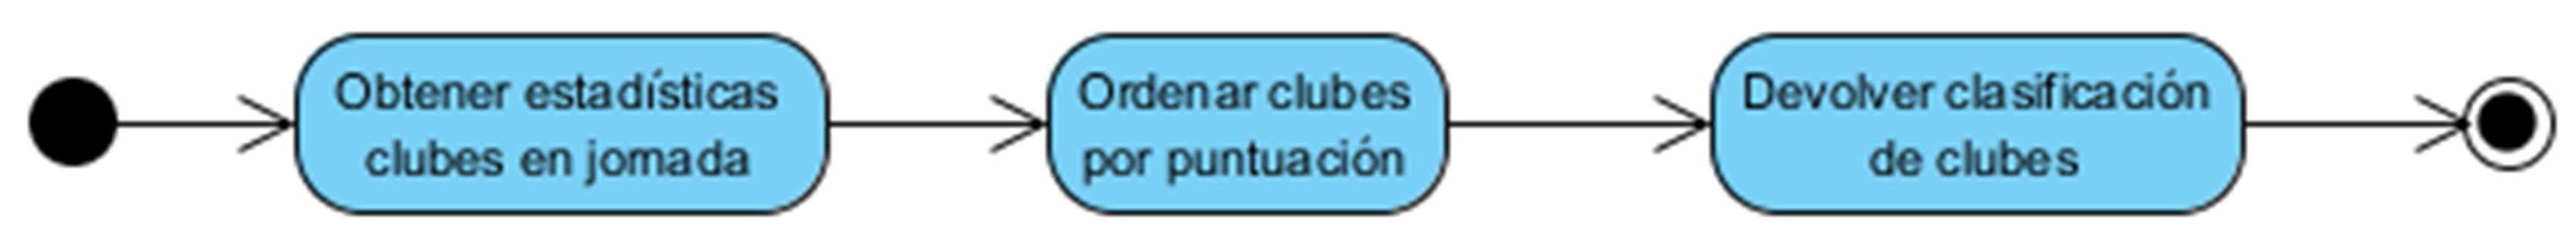 Obtener estadísticas
clubes en jornada
Ordenar clubes
por puntuación
Devolver clasificación
de clubes